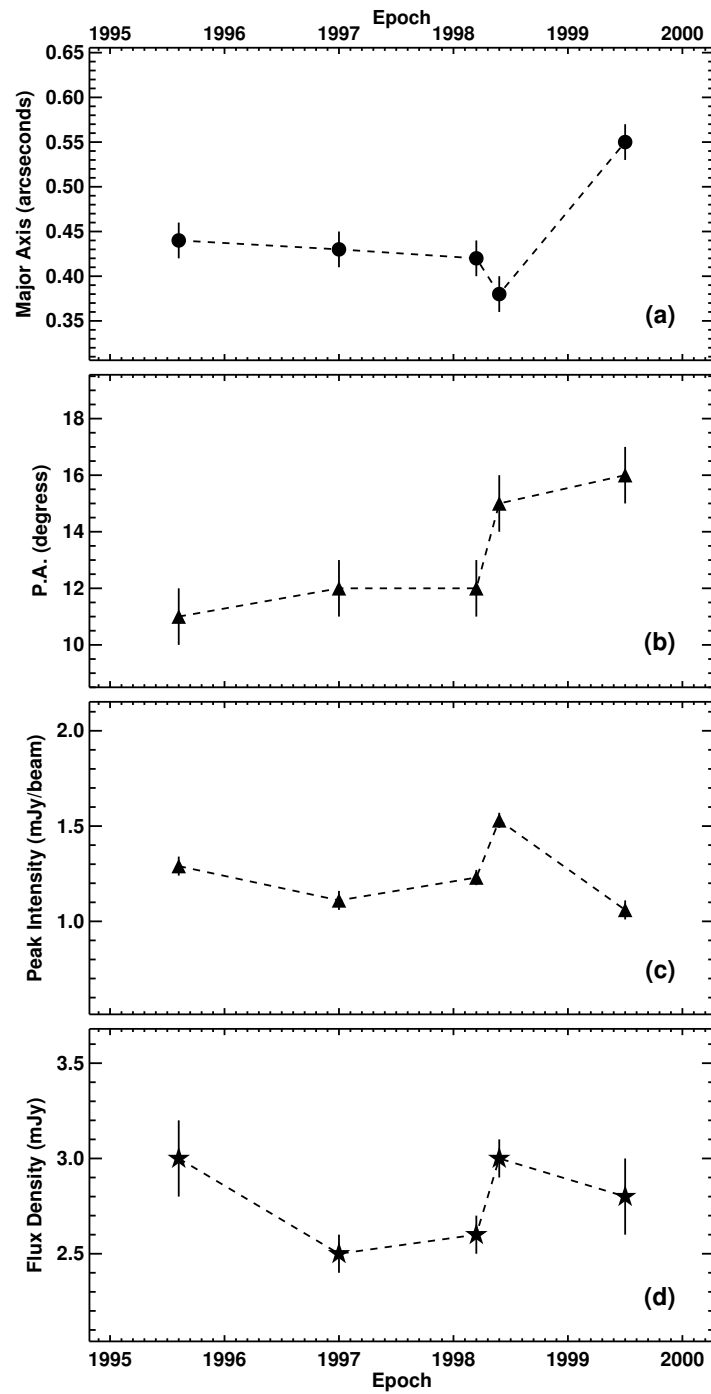 Epoch
1995 1996 1997 1998 1999 2000
0.65
0.60
0.55
0.50
0.45
0.40
0.35
Major Axis (arcseconds)
(a)
18
16
14
12
10
P.A. (degress)
(b)
2.0
1.5
1.0
Peak Intensity (mJy/beam)
(c)
3.5
3.0
2.5
Flux Density (mJy)
(d)
1995 1996 1997 1998 1999 2000
Epoch